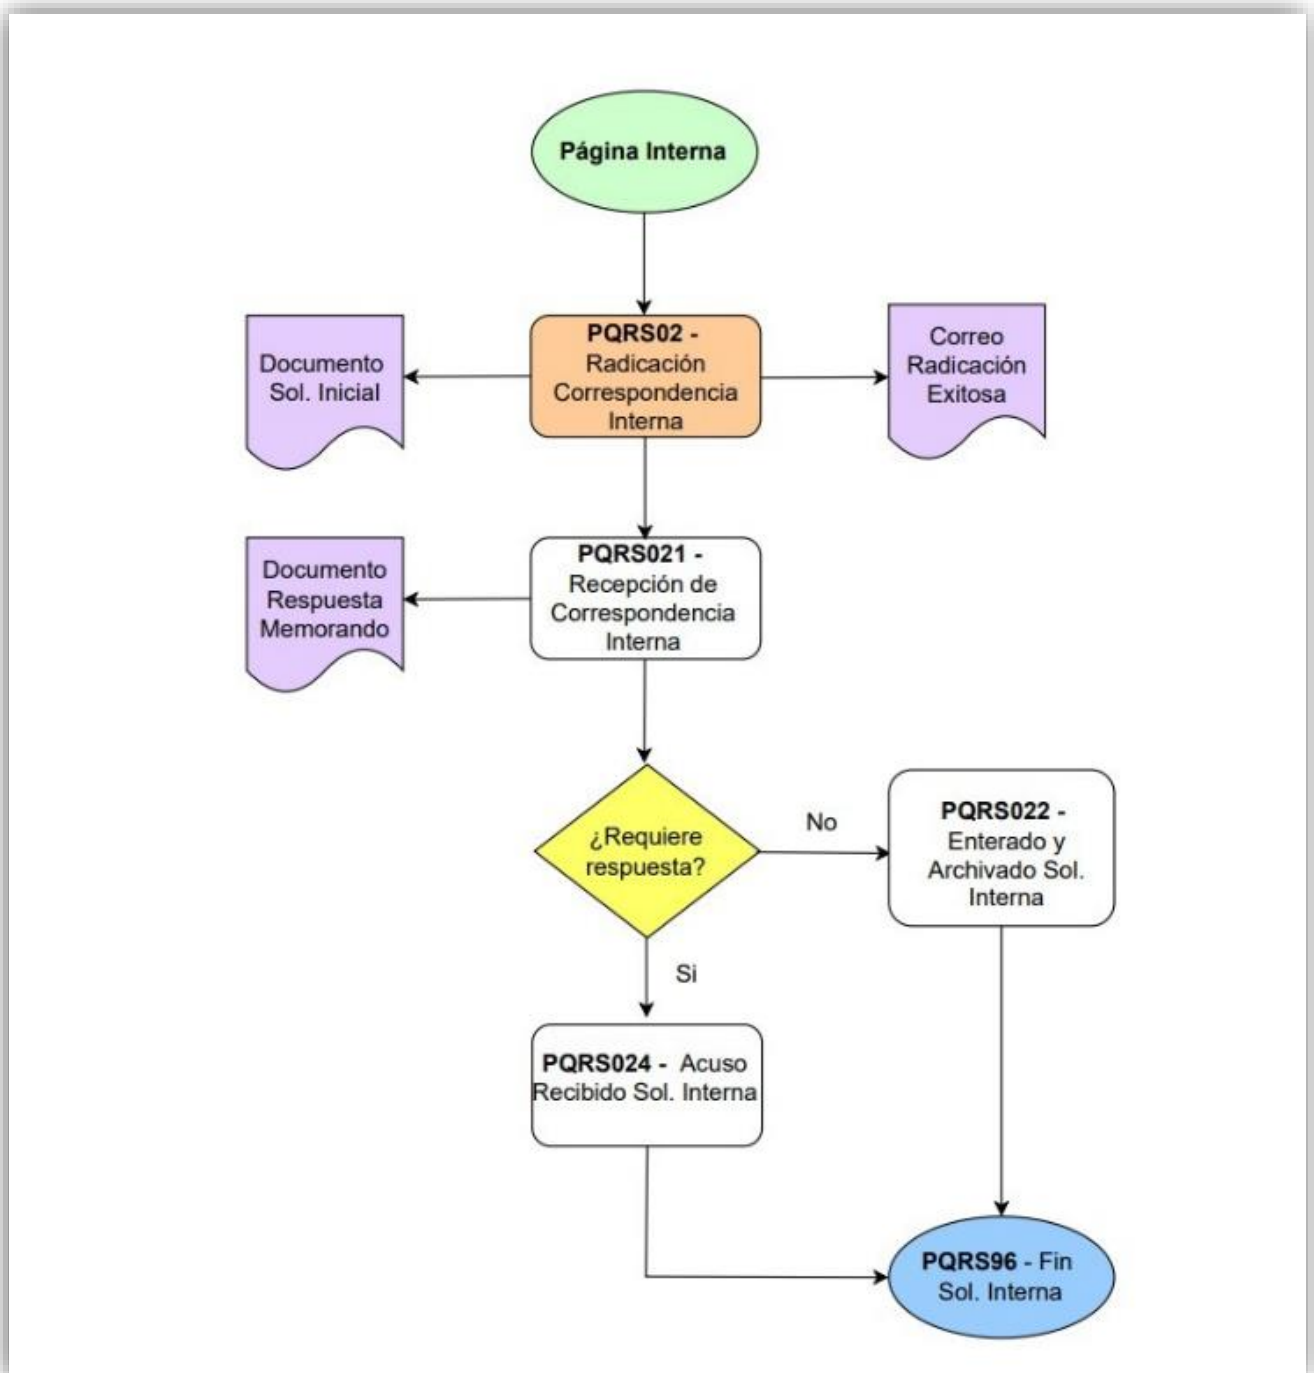 Página Interna
Documento
Sol. Inicial
PQRS02 -
Radicación
Correspondencia
Interna
Correo
Radicación
Exitosa
Documento
Respuesta
Memorando
PQRS021 -
Recepción de
Correspondencia
Interna
¿Requiere
respuesta?
No
PQRS022 -
Enterado y
Archivado Sol.
Interna
Si
PQRS024 - Acuso
Recibido Sol. Interna
PQRS96 - Fin
Sol. Interna